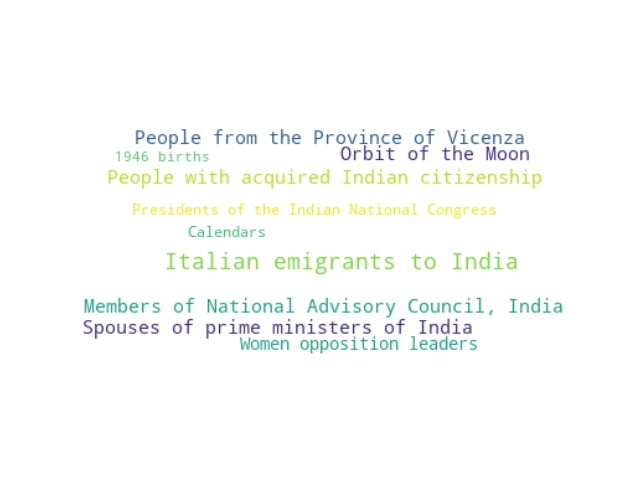 People from the Province of Vicenza
1946 births
Orbit of the Moon
People with acquired Indian citizenship
Presidents of the Indian National Congress
Calendars
Italian emigrants to India
Members of National Advisory Council, India
Spouses of prime ministers of India
Women opposition leaders